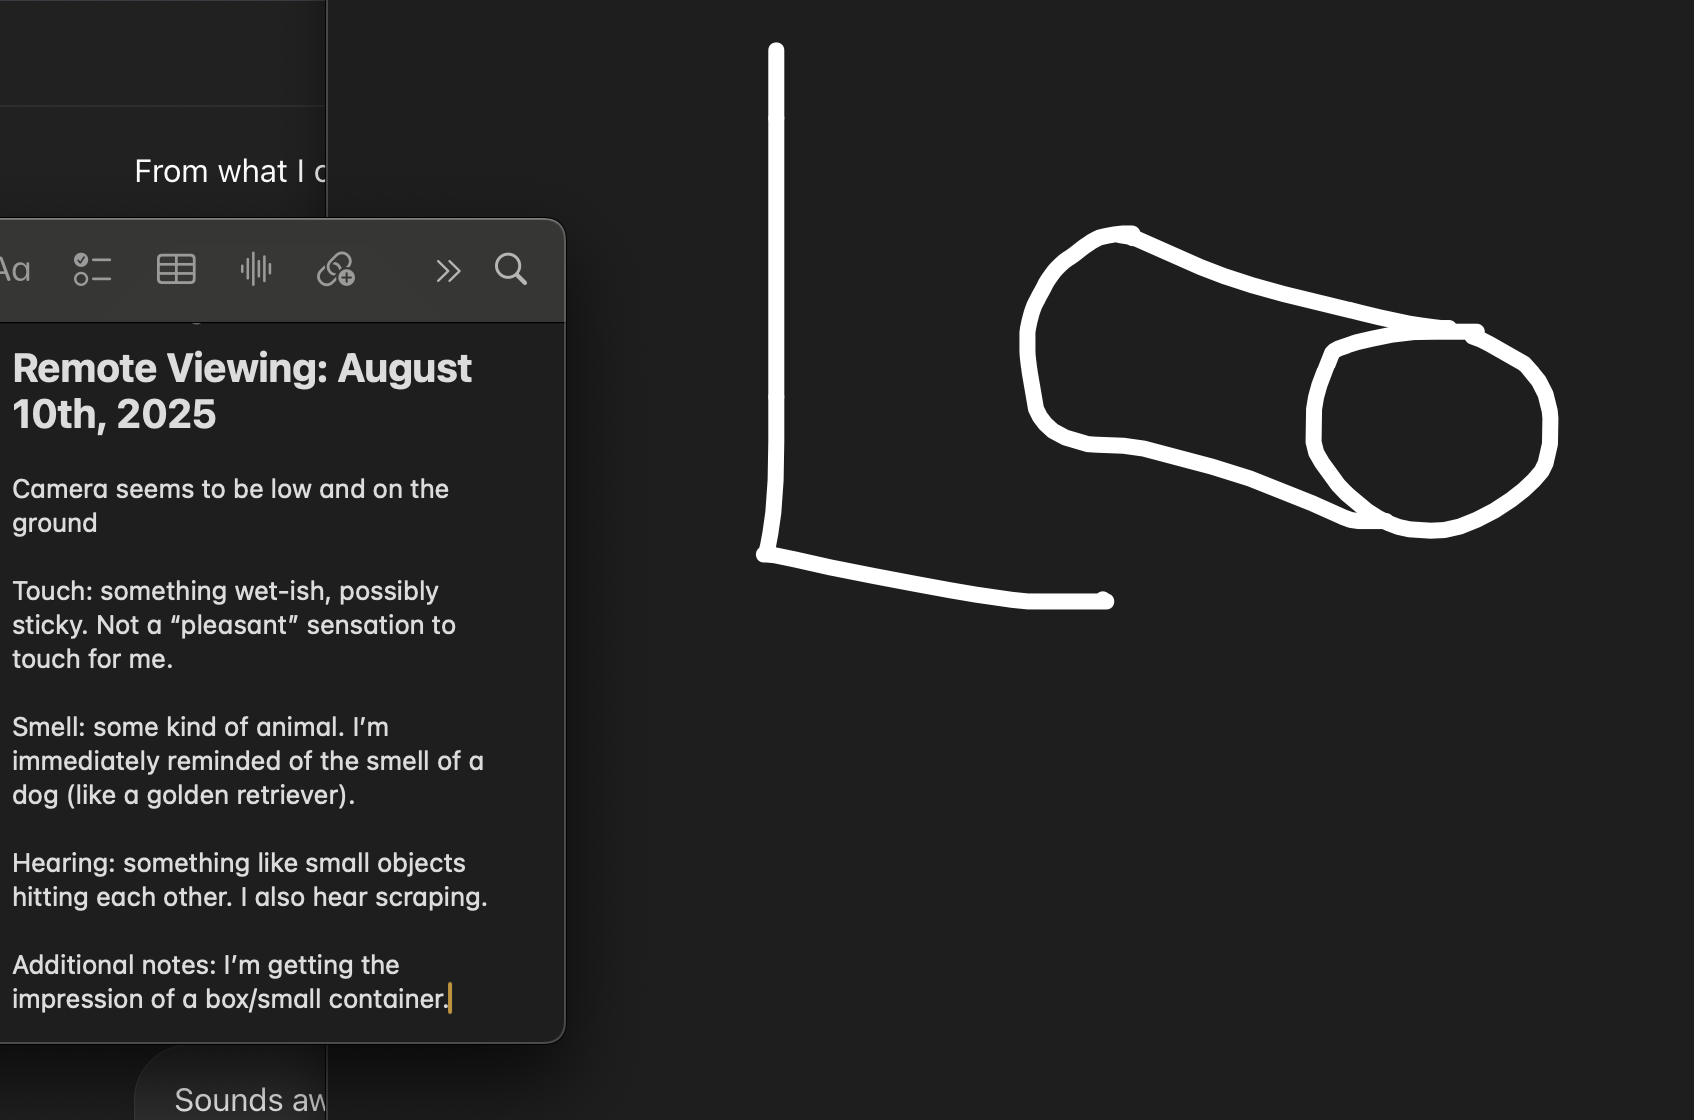 From what I
Aa
Remote Viewing: August
10th, 2025
Camera seems to be low and on the
ground
Touch: something wet-ish, possibly
sticky. Not a “pleasant” sensation to
touch for me.
Smell: some kind of animal. I’m
immediately reminded of the smell of a
dog (like a golden retriever).
Hearing: something like small objects
hitting each other. I also hear scraping.
Additional notes: I’m getting the
impression of a box/small container.
Sounds